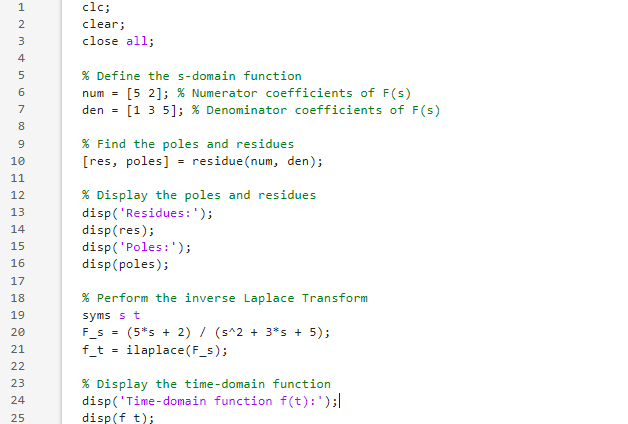 1 clc;
2 clear;
3 close all;
4
5 % Define the s-domain function
6 num = [5 2]; % Numerator coefficients of F(s)
7 den = [1 3 5]; % Denominator coefficients of F(s)
8
9 % Find the poles and residues
10 [res, poles] = residue(num, den);
11
12 % Display the poles and residues
13 disp('Residues:');
14 disp(res);
15 disp('Poles:');
16 disp(poles);
17
18 % Perform the inverse Laplace Transform
19 syms s t
20 F_s = (5*s + 2) / (s^2 + 3*s + 5);
21 f_t = ilaplace(F_s);
22
23 % Display the time-domain function
24 disp('Time-domain function f(t):');
25 disp(f t);